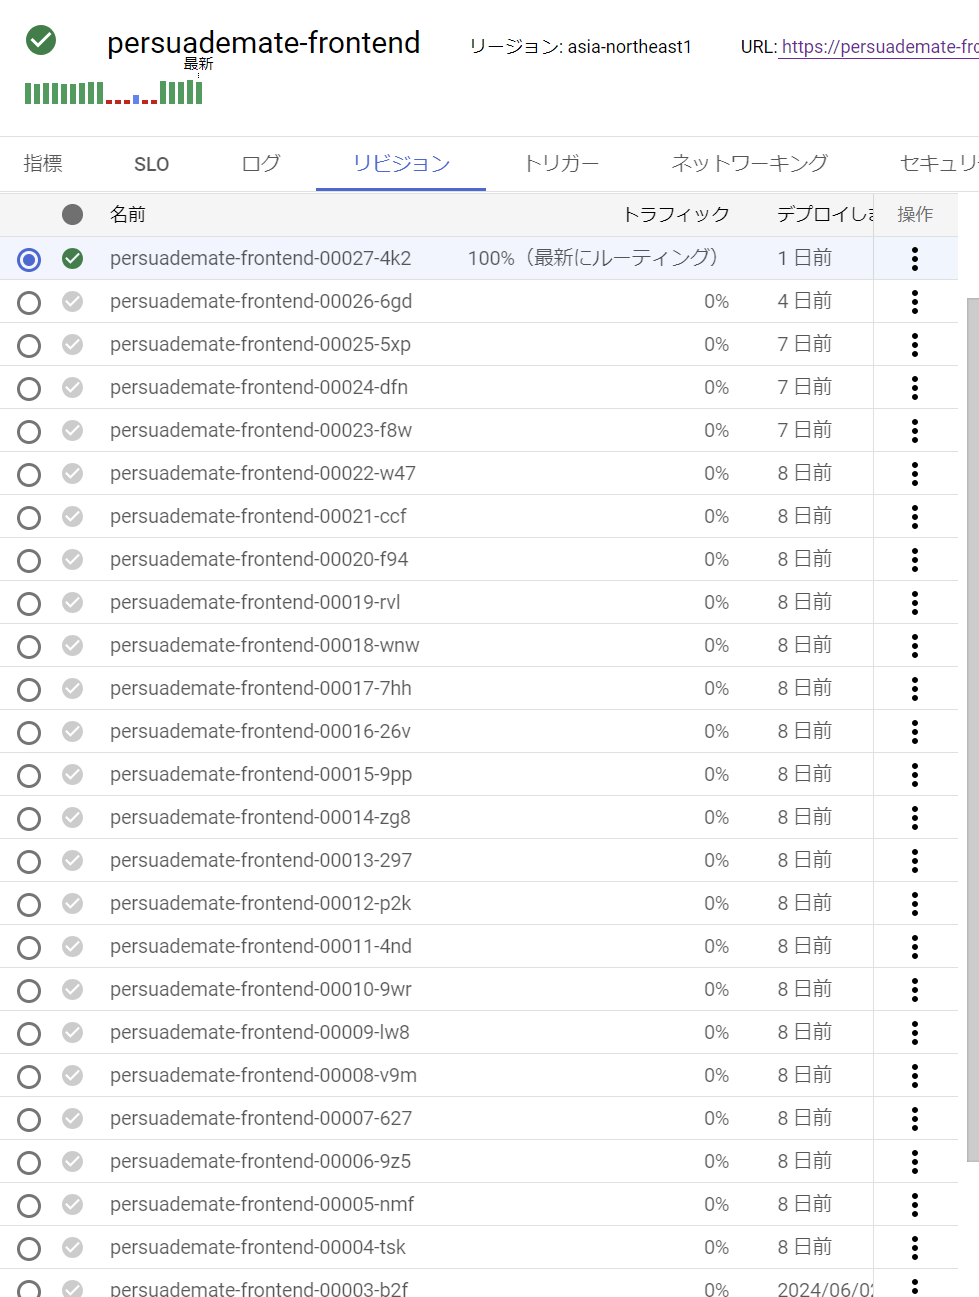 persuademate-frontend リージョン: asia-northeast1 URL: https://persuademate-fro
最新
指標 SLO ログ リビジョン トリガー ネットワーキング セキュリ
名前 トラフィック デプロイしま 操作
persuademate-frontend-00027-4k2 100%（最新にルーティング） 1 日前
persuademate-frontend-00026-6gd 0% 4 日前
persuademate-frontend-00025-5xp 0% 7 日前
persuademate-frontend-00024-dfn 0% 7 日前
persuademate-frontend-00023-f8w 0% 7 日前
persuademate-frontend-00022-w47 0% 8 日前
persuademate-frontend-00021-ccf 0% 8 日前
persuademate-frontend-00020-f94 0% 8 日前
persuademate-frontend-00019-rvl 0% 8 日前
persuademate-frontend-00018-wnw 0% 8 日前
persuademate-frontend-00017-7hh 0% 8 日前
persuademate-frontend-00016-26v 0% 8 日前
persuademate-frontend-00015-9pp 0% 8 日前
persuademate-frontend-00014-zg8 0% 8 日前
persuademate-frontend-00013-297 0% 8 日前
persuademate-frontend-00012-p2k 0% 8 日前
persuademate-frontend-00011-4nd 0% 8 日前
persuademate-frontend-00010-9wr 0% 8 日前
persuademate-frontend-00009-lw8 0% 8 日前
persuademate-frontend-00008-v9m 0% 8 日前
persuademate-frontend-00007-627 0% 8 日前
persuademate-frontend-00006-9z5 0% 8 日前
persuademate-frontend-00005-nmf 0% 8 日前
persuademate-frontend-00004-tsk 0% 8 日前
persuademate-frontend-00003-b2f 0% 2024/06/02